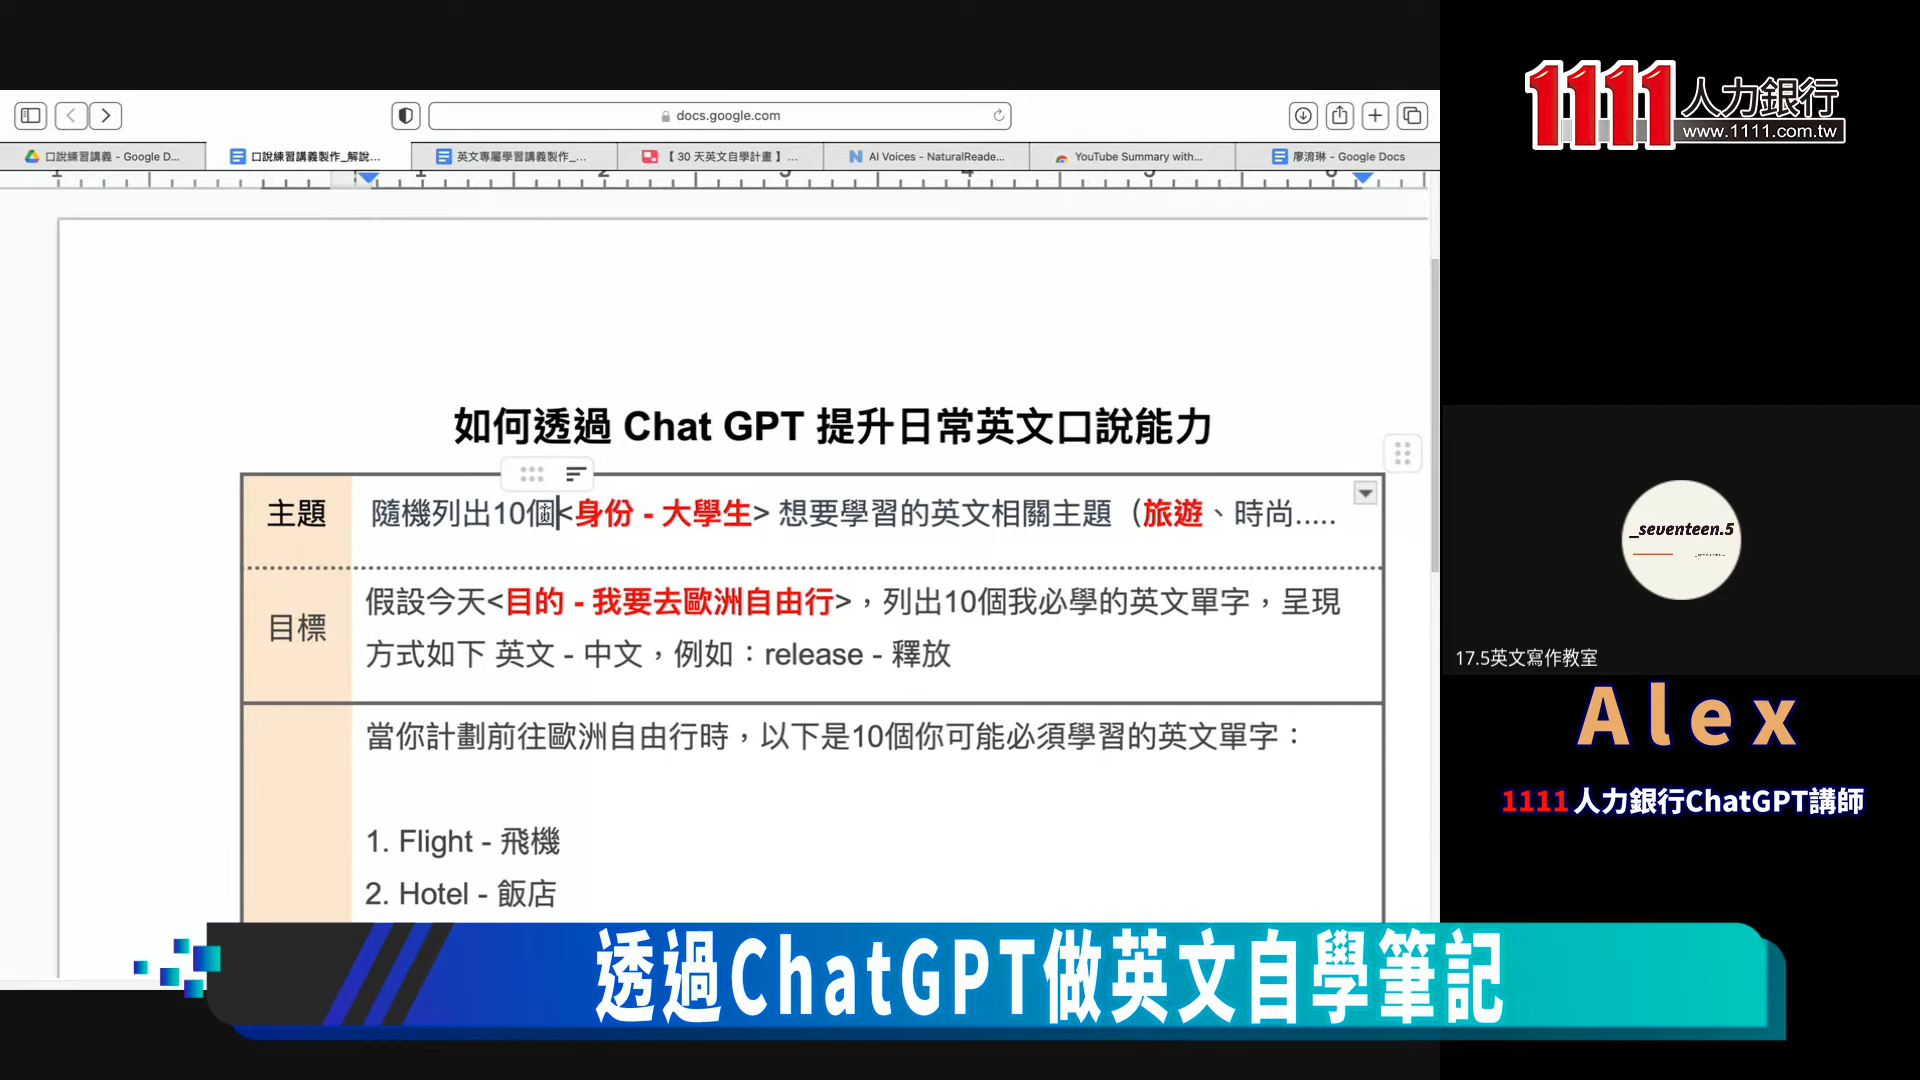 docs.google.com
口說練習講義 - Google D...
口說練習講義製作_解說...
英文專屬學習講義製作_...
【 30 天英文自學計畫 】...
AI Voices - NaturalReade...
YouTube Summary with...
廖淯琳 - Google Docs
如何透過 Chat GPT 提升日常英文口說能力
主題
隨機列出10個<身份 - 大學生> 想要學習的英文相關主題（旅遊、時尚.....
目標
假設今天<目的 - 我要去歐洲自由行>，列出10個我必學的英文單字，呈現
方式如下 英文 - 中文，例如：release - 釋放
當你計劃前往歐洲自由行時，以下是10個你可能必須學習的英文單字：
1. Flight - 飛機
2. Hotel - 飯店
透過ChatGPT做英文自學筆記
1111人力銀行
www.1111.com.tw
_seventeen.5
17.5英文寫作教室
Alex
1111人力銀行ChatGPT講師